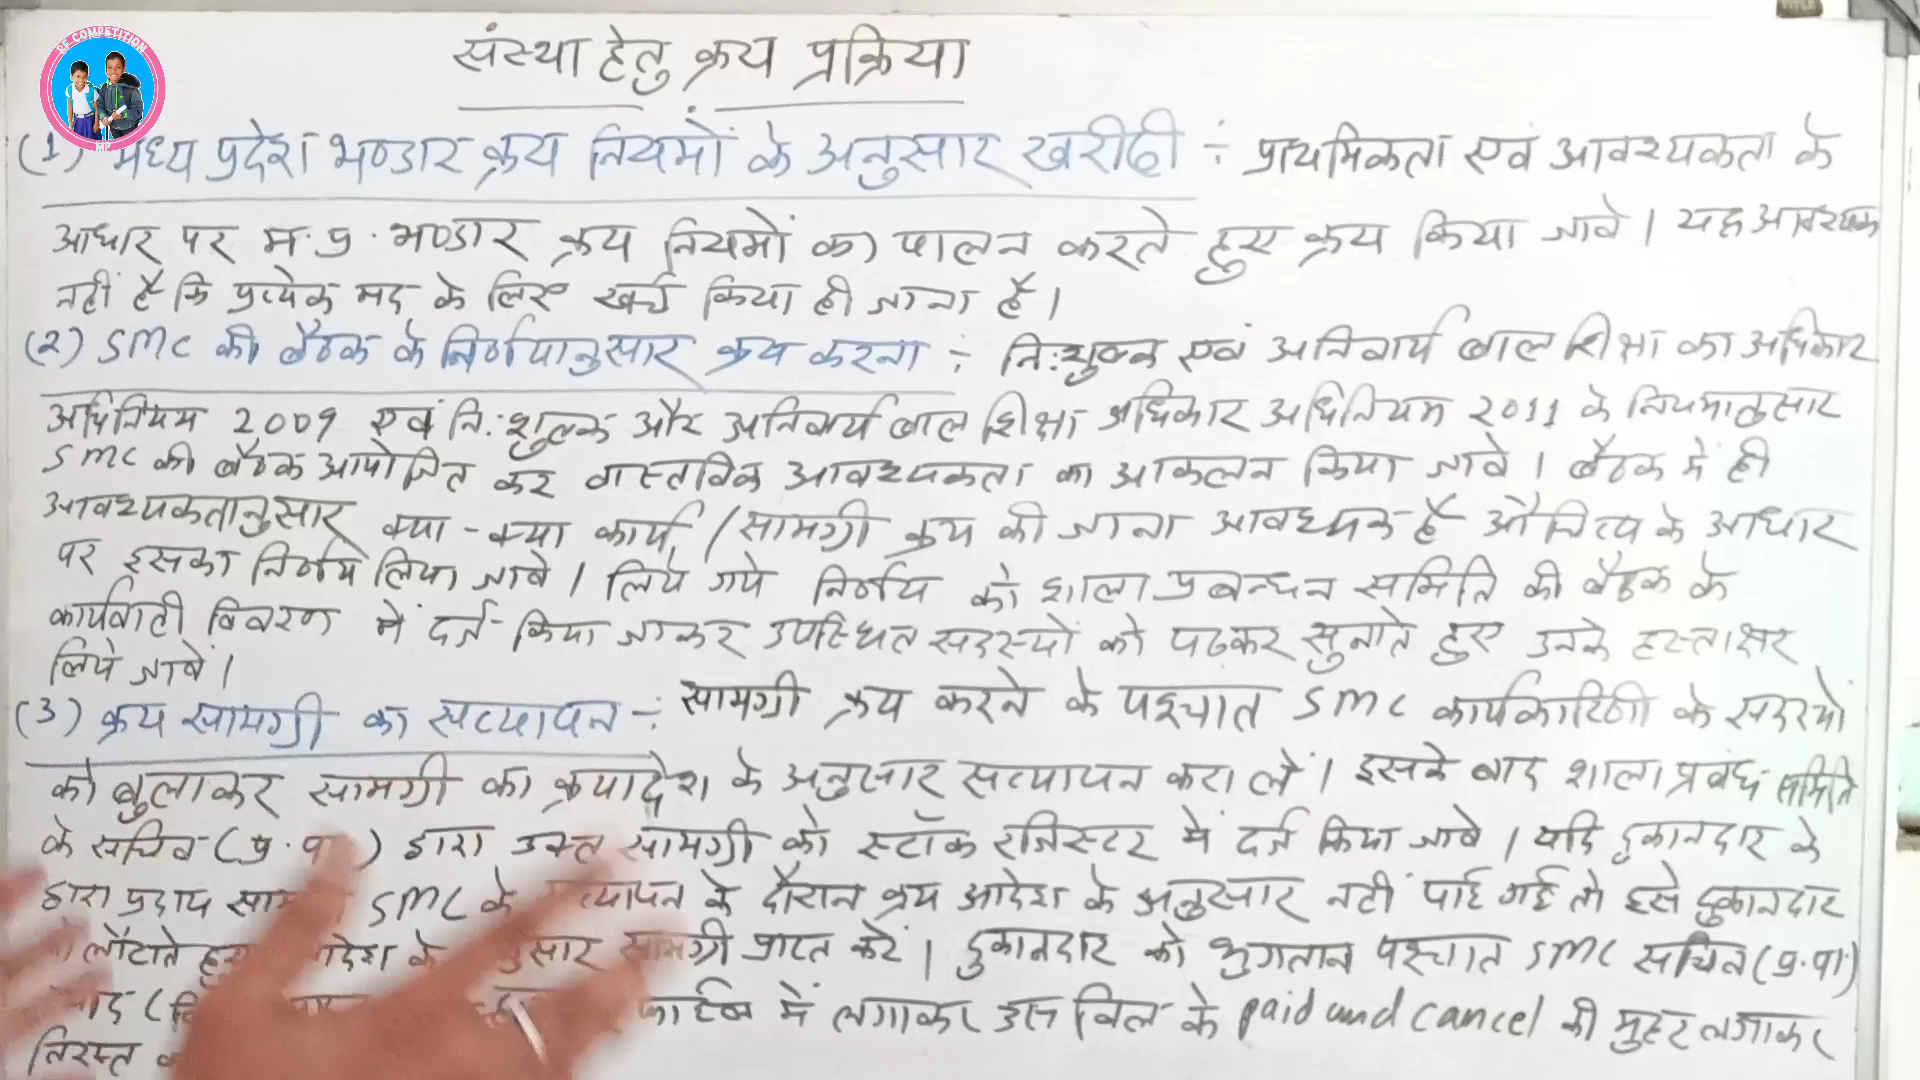 RF COMPETITION
MP
संस्था हेतु क्रय प्रक्रिया
(1) मध्य प्रदेश भण्डार क्रय नियमों के अनुसार खरीदी ÷ प्राथमिकता एवं आवश्यकता के
आधार पर म.प्र. भण्डार क्रय नियमों का पालन करते हुए क्रय किया जावे। यह आवश्यक
नहीं है कि प्रत्येक मद के लिए खर्च किया ही जाना है।
(2) SMC की बैठक के निर्णयानुसार क्रय करना ÷ नि:शुल्क एवं अनिवार्य बाल शिक्षा का अधिकार
अधिनियम 2009 एवं नि:शुल्क और अनिवार्य बाल शिक्षा अधिकार अधिनियम 2011 के नियमानुसार
SMC की बैठक आयोजित कर वास्तविक आवश्यकता का आकलन किया जावे। बैठक में ही
आवश्यकतानुसार क्या-क्या कार्य/सामग्री क्रय की जाना आवश्यक है औचित्य के आधार
पर इसका निर्णय लिया जावे। लिये गये निर्णय को शाला प्रबन्धन समिति की बैठक के
कार्यवाही विवरण में दर्ज किया जाकर उपस्थित सदस्यों को पढकर सुनाते हुए उनके हस्ताक्षर
लिये जावें।
(3) क्रय सामग्री का सत्यापन ÷ सामग्री क्रय करने के पश्चात SMC कार्यकारिणी के सदस्यों
को बुलाकर सामग्री का क्रयादेश के अनुसार सत्यापन करा लें। इसके बाद शाला प्रबंध समिति
के सचिव (प्र.पा ) द्वारा उक्त सामग्री को स्टॉक रजिस्टर में दर्ज किया जावे। यदि दुकानदार के
द्वारा प्रदाय SMC के के दौरान क्रय आदेश के अनुसार नहीं पाई गई तो इसे दुकानदार
लौटाते सामग्री प्राप्त करें। दुकानदार को भुगतान पश्चात SMC सचिव (प्र.पा.)
में लगाकर उस बिल के paid and cancel की मुहर लगाकर
निरस्त